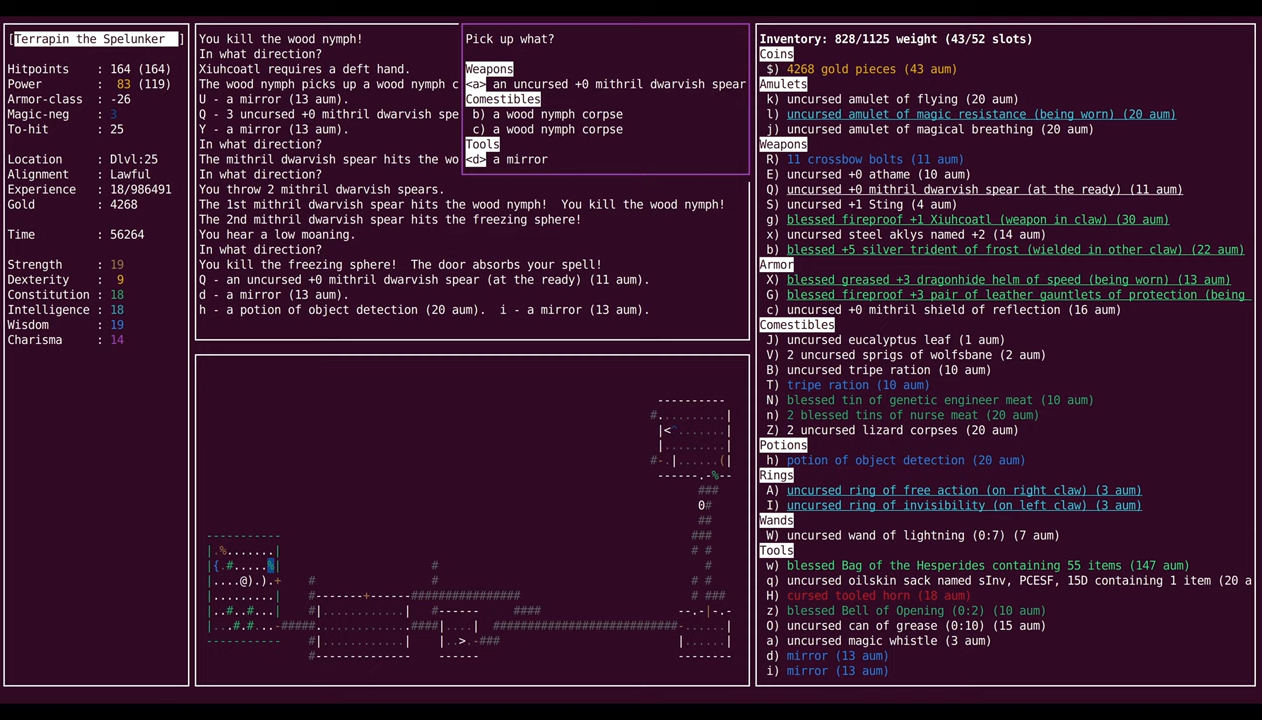 [Terrapin the Spelunker ]
Hitpoints : 164 (164)
Power : 83 (119)
Armor-class : -26
Magic-neg : 3
To-hit : 25
Location : Dlvl:25
Alignment : Lawful
Experience : 18/986491
Gold : 4268
Time : 56264
Strength : 19
Dexterity : 9
Constitution : 18
Intelligence : 18
Wisdom : 19
Charisma : 14
You kill the wood nymph!
In what direction?
Xiuhcoatl requires a deft hand.
The wood nymph picks up a wood nymph c
U - a mirror (13 aum).
Q - 3 uncursed +0 mithril dwarvish spe
Y - a mirror (13 aum).
In what direction?
The mithril dwarvish spear hits the wo
In what direction?
You throw 2 mithril dwarvish spears.
The 1st mithril dwarvish spear hits the wood nymph!  You kill the wood nymph!
The 2nd mithril dwarvish spear hits the freezing sphere!
You hear a low moaning.
In what direction?
You kill the freezing sphere!  The door absorbs your spell!
Q - an uncursed +0 mithril dwarvish spear (at the ready) (11 aum).
d - a mirror (13 aum).
h - a potion of object detection (20 aum).  i - a mirror (13 aum).
Pick up what?
Weapons
<a> an uncursed +0 mithril dwarvish spear
Comestibles
b) a wood nymph corpse
c) a wood nymph corpse
Tools
<d> a mirror
Inventory: 828/1125 weight (43/52 slots)
Coins
$) 4268 gold pieces (43 aum)
Amulets
k) uncursed amulet of flying (20 aum)
l) uncursed amulet of magic resistance (being worn) (20 aum)
j) uncursed amulet of magical breathing (20 aum)
Weapons
R) 11 crossbow bolts (11 aum)
E) uncursed +0 athame (10 aum)
Q) uncursed +0 mithril dwarvish spear (at the ready) (11 aum)
S) uncursed +1 Sting (4 aum)
g) blessed fireproof +1 Xiuhcoatl (weapon in claw) (30 aum)
x) uncursed steel aklys named +2 (14 aum)
b) blessed +5 silver trident of frost (wielded in other claw) (22 aum)
Armor
X) blessed greased +3 dragonhide helm of speed (being worn) (13 aum)
G) blessed fireproof +3 pair of leather gauntlets of protection (being
c) uncursed +0 mithril shield of reflection (16 aum)
Comestibles
J) uncursed eucalyptus leaf (1 aum)
V) 2 uncursed sprigs of wolfsbane (2 aum)
B) uncursed tripe ration (10 aum)
T) tripe ration (10 aum)
N) blessed tin of genetic engineer meat (10 aum)
n) 2 blessed tins of nurse meat (20 aum)
Z) 2 uncursed lizard corpses (20 aum)
Potions
h) potion of object detection (20 aum)
Rings
A) uncursed ring of free action (on right claw) (3 aum)
I) uncursed ring of invisibility (on left claw) (3 aum)
Wands
W) uncursed wand of lightning (0:7) (7 aum)
Tools
w) blessed Bag of the Hesperides containing 55 items (147 aum)
q) uncursed oilskin sack named sInv, PCESF, 15D containing 1 item (20 a
H) cursed tooled horn (18 aum)
z) blessed Bell of Opening (0:2) (10 aum)
O) uncursed can of grease (0:10) (15 aum)
a) uncursed magic whistle (3 aum)
d) mirror (13 aum)
i) mirror (13 aum)